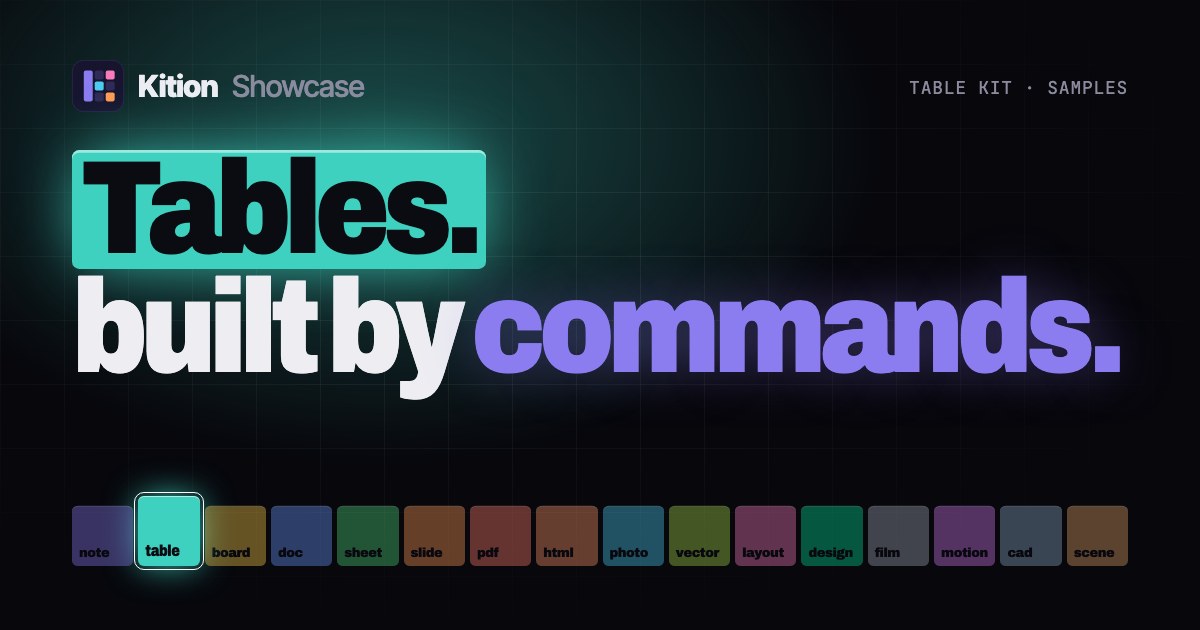 Kition Showcase
TABLE KIT · SAMPLES
Tables.
built by commands.
note table board doc sheet slide pdf html photo vector layout design film motion cad scene